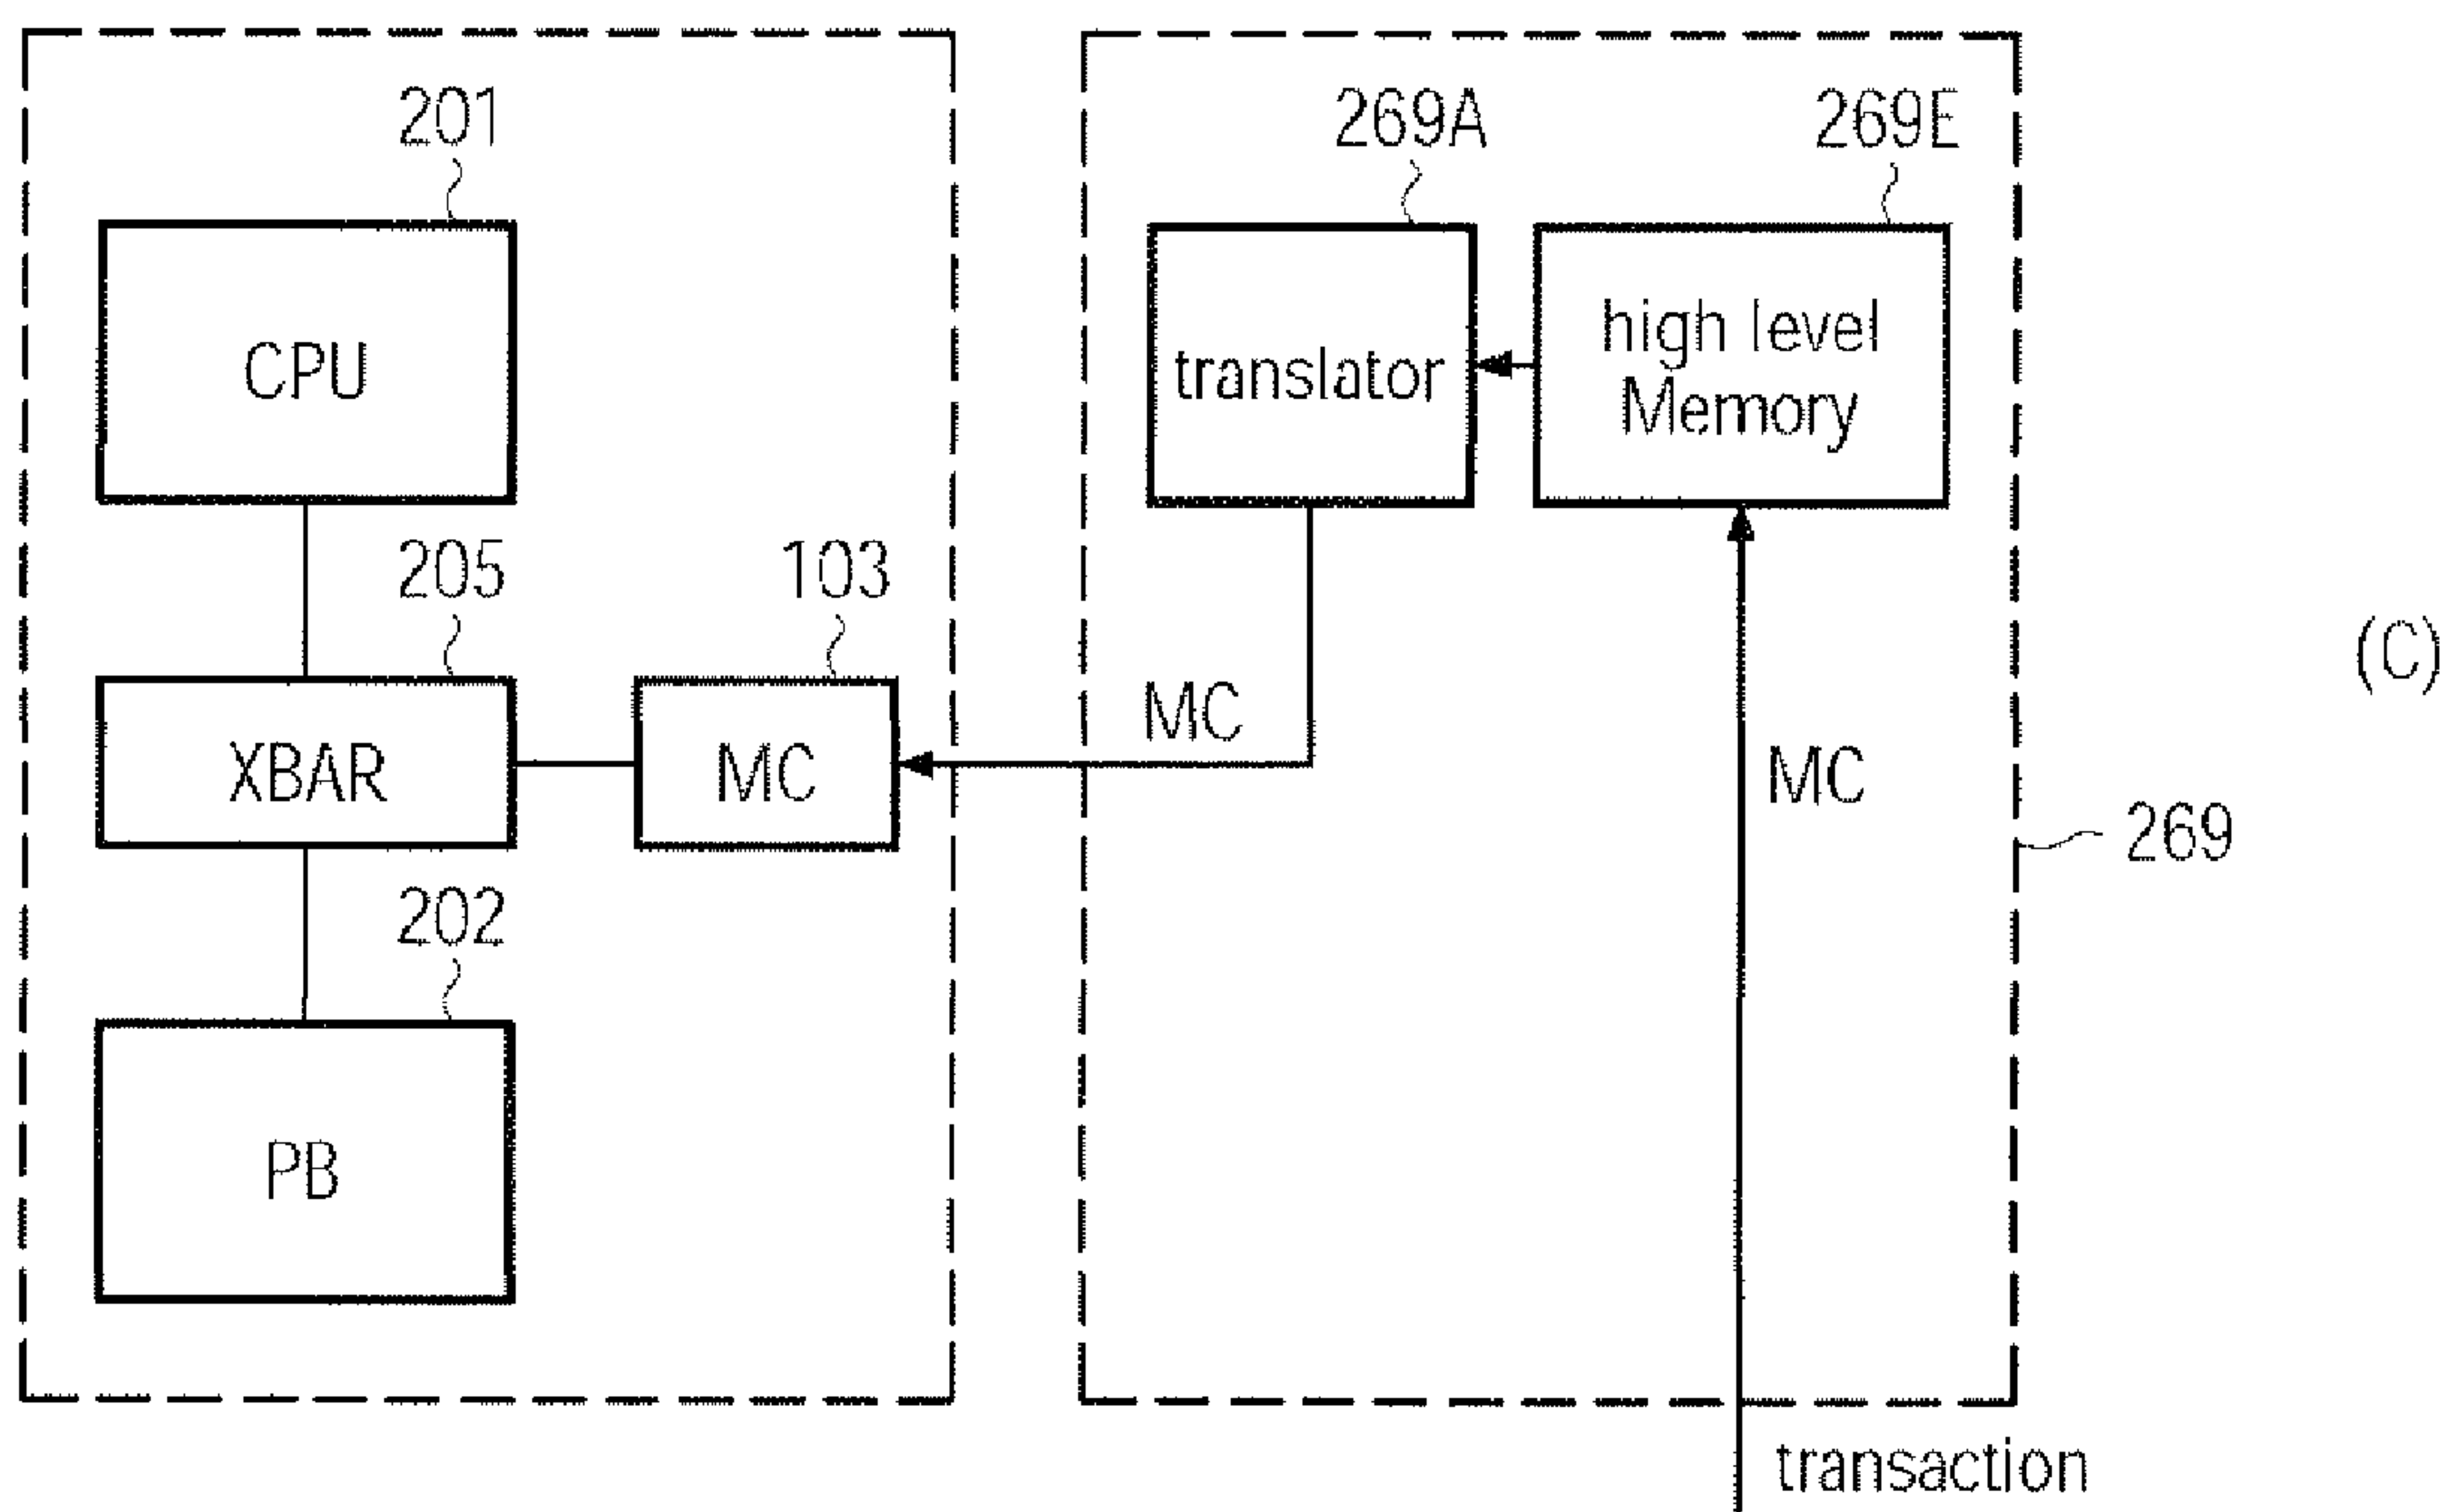 201
269A
269E
CPU
translator
high level
Memory
205
103
(C)
MC
XBAR
MC
MC
269
202
PB
transaction